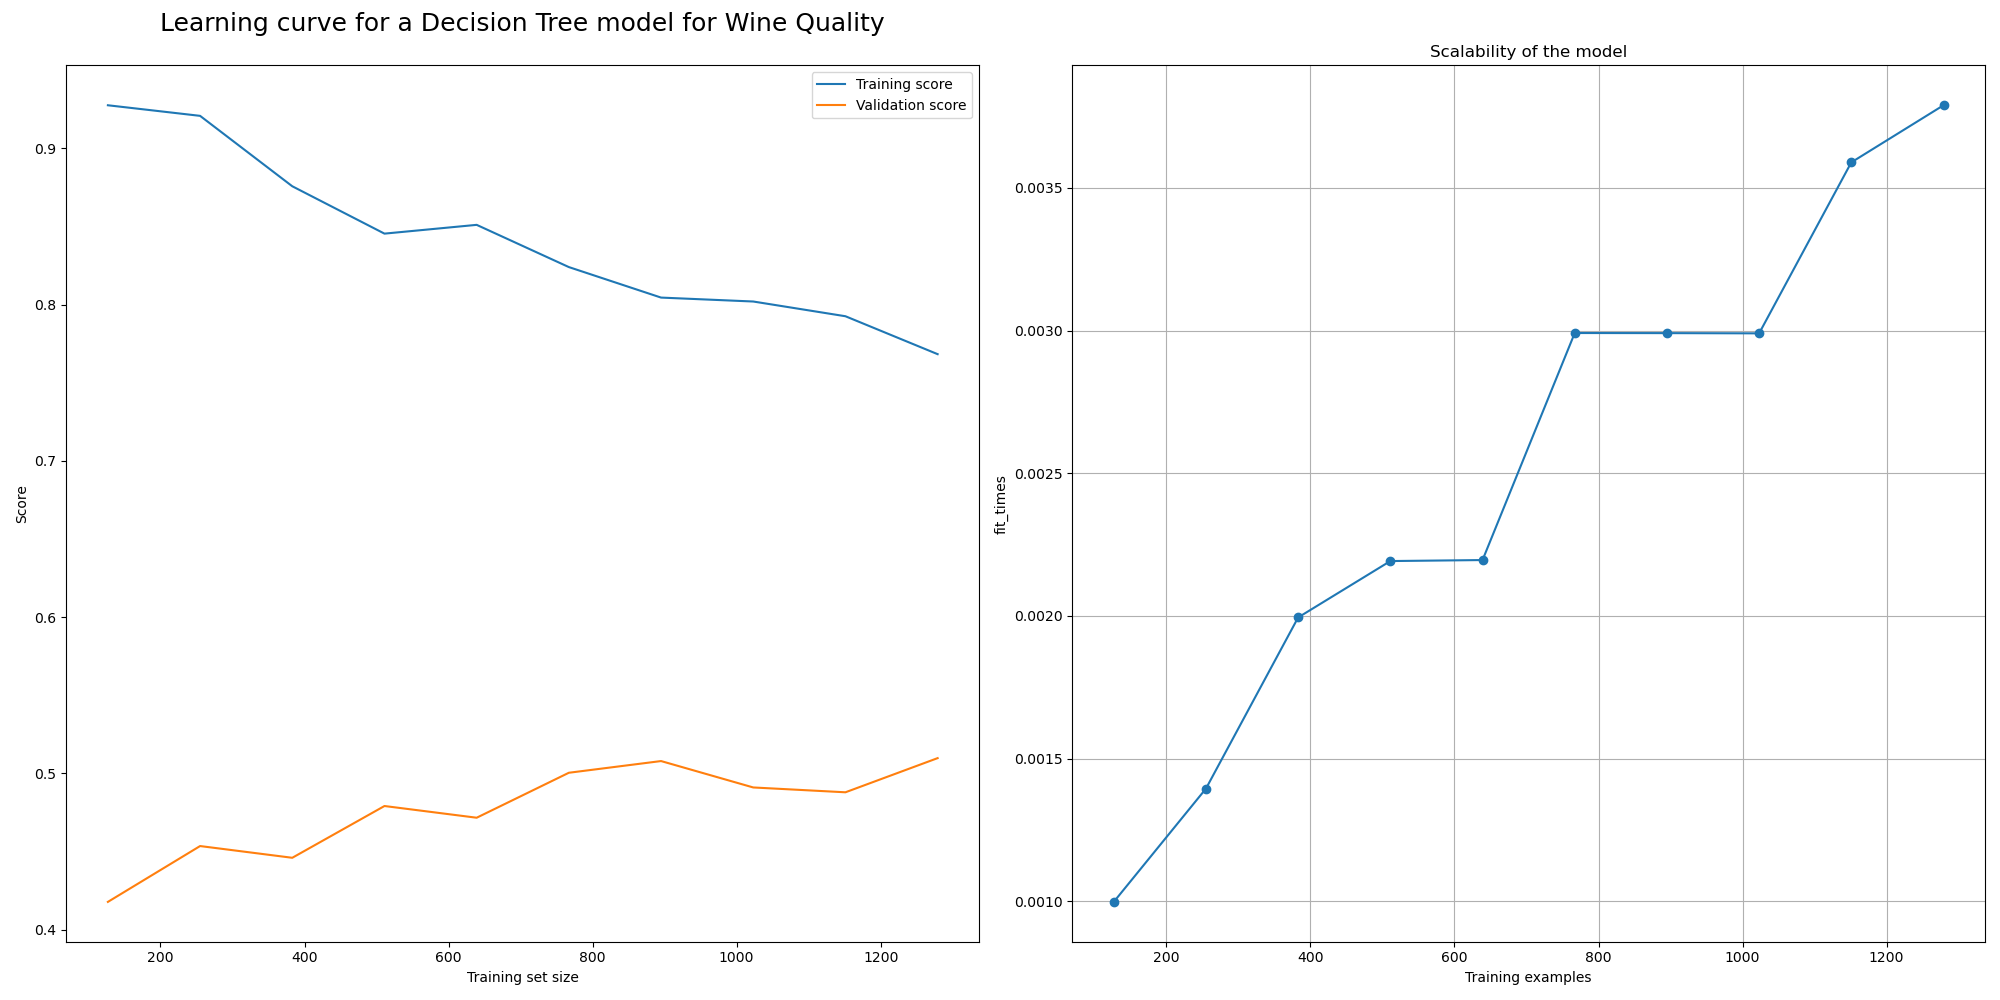 Learning curve for a Decision Tree model for Wine Quality
Training score
Validation score
0.9
0.8
0.7
0.6
0.5
0.4
Score
200 400 600 800 1000 1200
Training set size
Scalability of the model
0.0035
0.0030
0.0025
0.0020
0.0015
0.0010
fit_times
200 400 600 800 1000 1200
Training examples